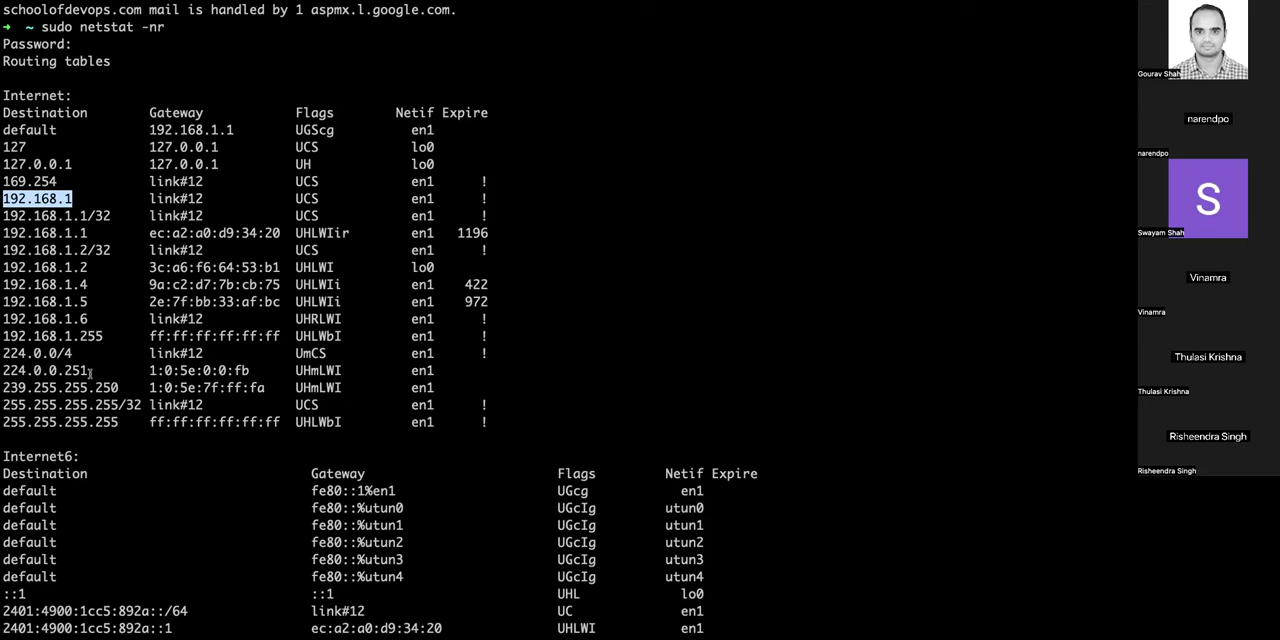 schoolofdevops.com mail is handled by 1 aspmx.l.google.com.
➜ ~ sudo netstat -nr
Password:
Routing tables
Internet:
Destination Gateway Flags Netif Expire
default 192.168.1.1 UGScg en1
127 127.0.0.1 UCS lo0
127.0.0.1 127.0.0.1 UH lo0
169.254 link#12 UCS en1 !
192.168.1 link#12 UCS en1 !
192.168.1.1/32 link#12 UCS en1 !
192.168.1.1 ec:a2:a0:d9:34:20 UHLWIir en1 1196
192.168.1.2/32 link#12 UCS en1 !
192.168.1.2 3c:a6:f6:64:53:b1 UHLWI lo0
192.168.1.4 9a:c2:d7:7b:cb:75 UHLWIi en1 422
192.168.1.5 2e:7f:bb:33:af:bc UHLWIi en1 972
192.168.1.6 link#12 UHRLWI en1 !
192.168.1.255 ff:ff:ff:ff:ff:ff UHLWbI en1 !
224.0.0/4 link#12 UmCS en1 !
224.0.0.251 1:0:5e:0:0:fb UHmLWI en1
239.255.255.250 1:0:5e:7f:ff:fa UHmLWI en1
255.255.255.255/32 link#12 UCS en1 !
255.255.255.255 ff:ff:ff:ff:ff:ff UHLWbI en1 !
Internet6:
Destination Gateway Flags Netif Expire
default fe80::1%en1 UGcg en1
default fe80::%utun0 UGcIg utun0
default fe80::%utun1 UGcIg utun1
default fe80::%utun2 UGcIg utun2
default fe80::%utun3 UGcIg utun3
default fe80::%utun4 UGcIg utun4
::1 ::1 UHL lo0
2401:4900:1cc5:892a::/64 link#12 UC en1
2401:4900:1cc5:892a::1 ec:a2:a0:d9:34:20 UHLWI en1
Gourav Shah
narendpo
narendpo
S
Swayam Shah
Vinamra
Vinamra
Thulasi Krishna
Thulasi Krishna
Risheendra Singh
Risheendra Singh